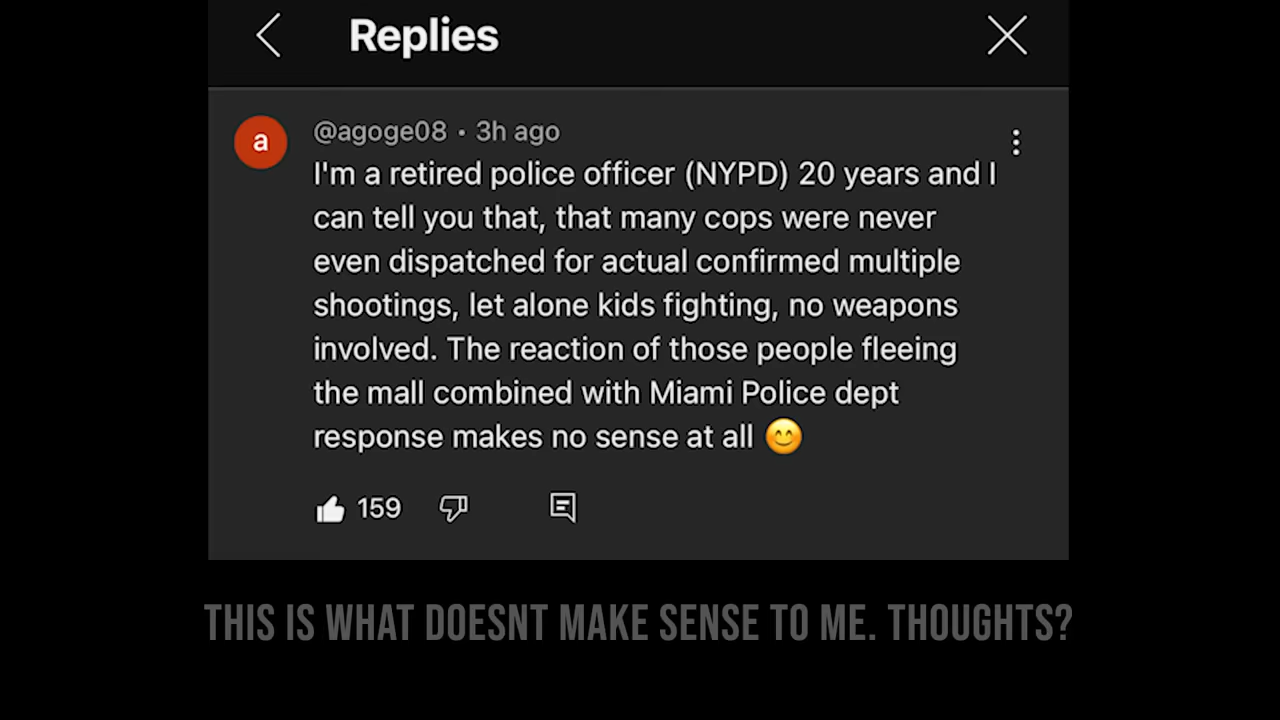 Replies
a
@agoge08 • 3h ago
I'm a retired police officer (NYPD) 20 years and I
can tell you that, that many cops were never
even dispatched for actual confirmed multiple
shootings, let alone kids fighting, no weapons
involved. The reaction of those people fleeing
the mall combined with Miami Police dept
response makes no sense at all 😊
159
THIS IS WHAT DOESNT MAKE SENSE TO ME. THOUGHTS?